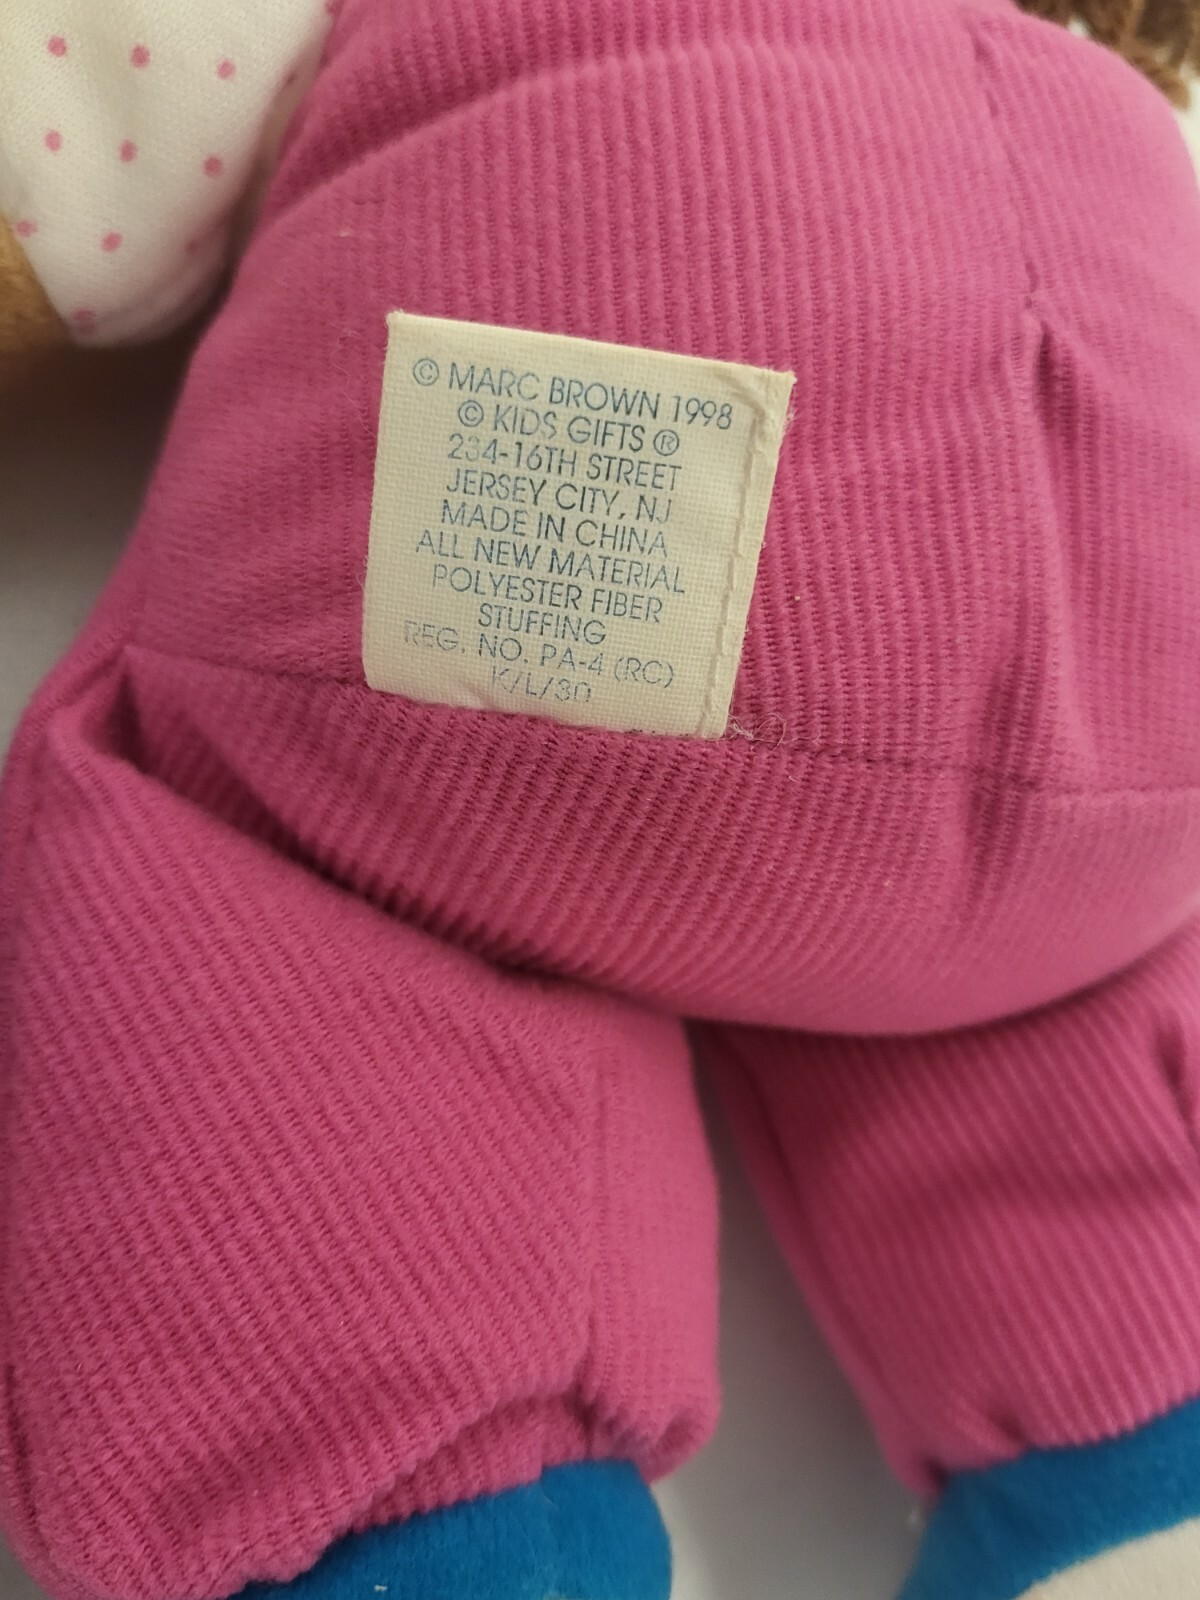 © MARC BROWN 1998
© KIDS GIFTS ®
234-16TH STREET
JERSEY CITY, NJ
MADE IN CHINA
ALL NEW MATERIAL
POLYESTER FIBER
STUFFING
REG. NO. PA-4 (RC)
K/L/30